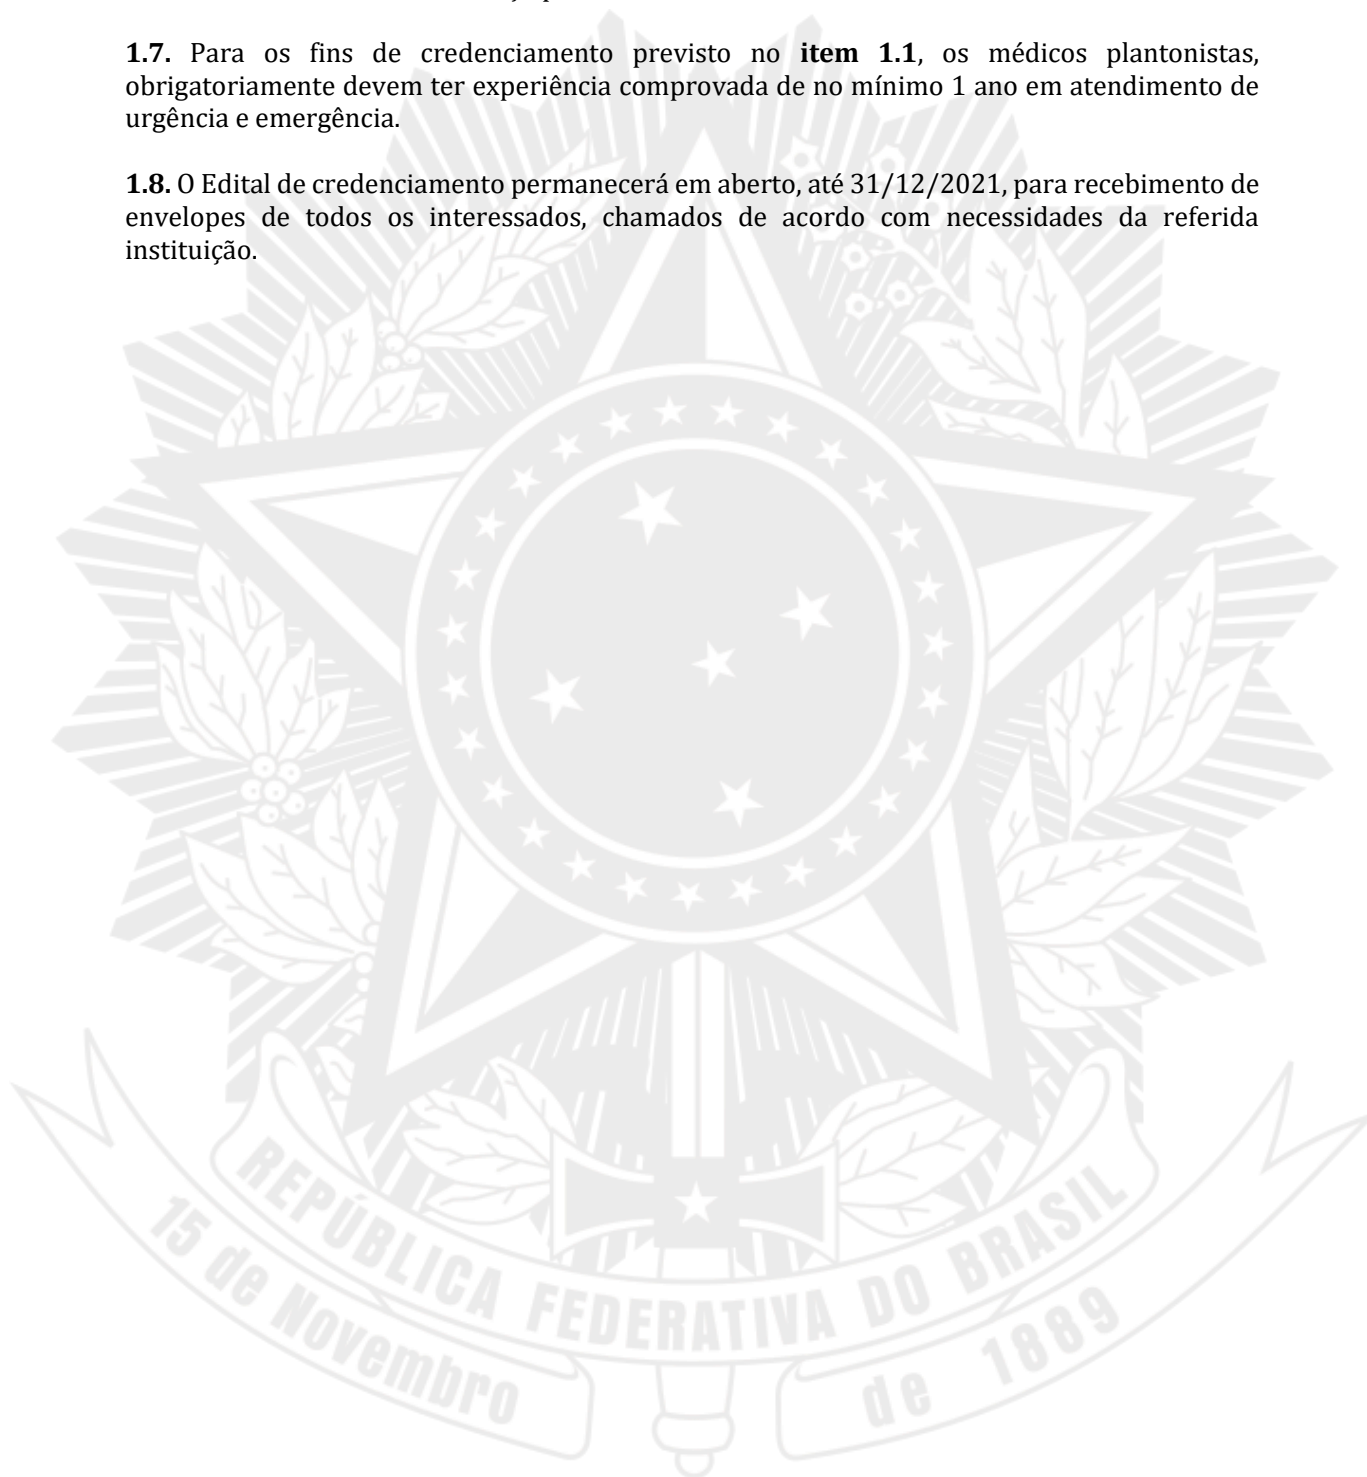 1.7. Para os fins de credenciamento previsto no item 1.1, os médicos plantonistas,
obrigatoriamente devem ter experiência comprovada de no mínimo 1 ano em atendimento de
urgência e emergência.
1.8. O Edital de credenciamento permanecerá em aberto, até 31/12/2021, para recebimento de
envelopes de todos os interessados, chamados de acordo com necessidades da referida
instituição.
REPÚBLICA FEDERATIVA DO BRASIL
15 de Novembro de 1889